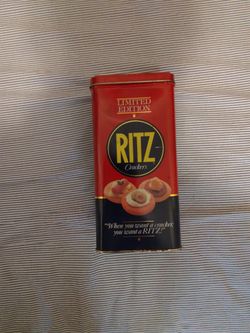 LIMITED
EDITION
RITZ
Crackers
"When you want a cracker,
you want a RITZ!"